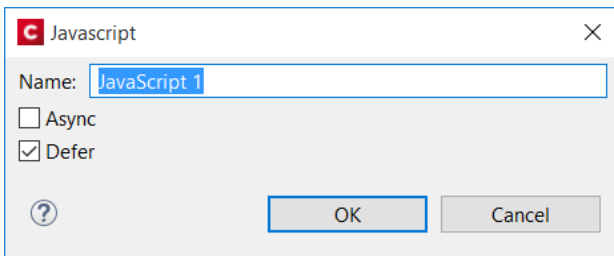 C Javascript
Name: JavaScript 1
Async
Defer
? OK Cancel